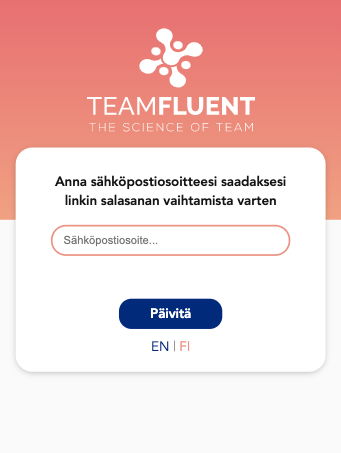 TEAMFLUENT
THE SCIENCE OF TEAM
Anna sähköpostiosoitteesi saadaksesi
linkin salasanan vaihtamista varten
Sähköpostiosoite...
Päivitä
EN | FI